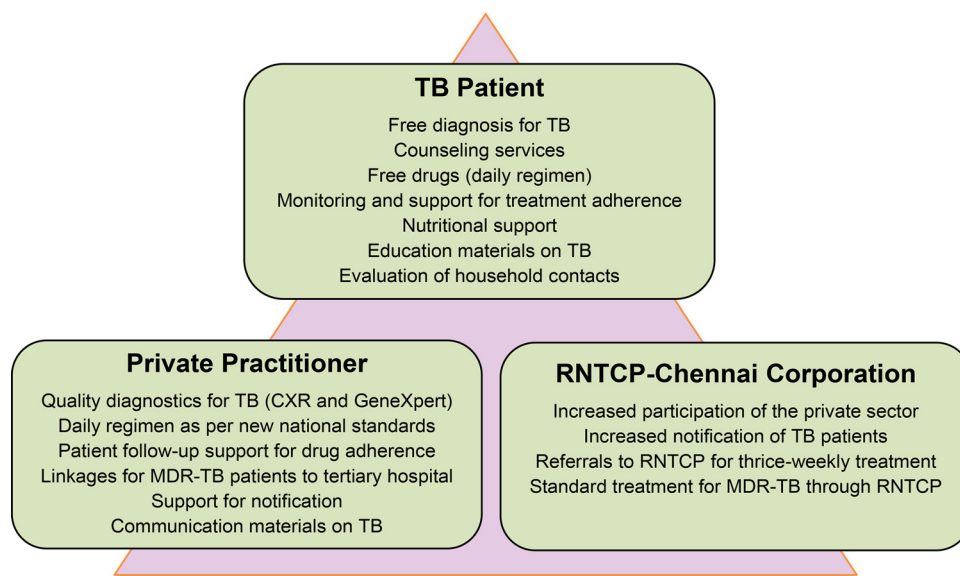 TB Patient
Free diagnosis for TB
Counseling services
Free drugs (daily regimen)
Monitoring and support for treatment adherence
Nutritional support
Education materials on TB
Evaluation of household contacts
Private Practitioner
Quality diagnostics for TB (CXR and GeneXpert)
Daily regimen as per new national standards
Patient follow-up support for drug adherence
Linkages for MDR-TB patients to tertiary hospital
Support for notification
Communication materials on TB
RNTCP-Chennai Corporation
Increased participation of the private sector
Increased notification of TB patients
Referrals to RNTCP for thrice-weekly treatment
Standard treatment for MDR-TB through RNTCP